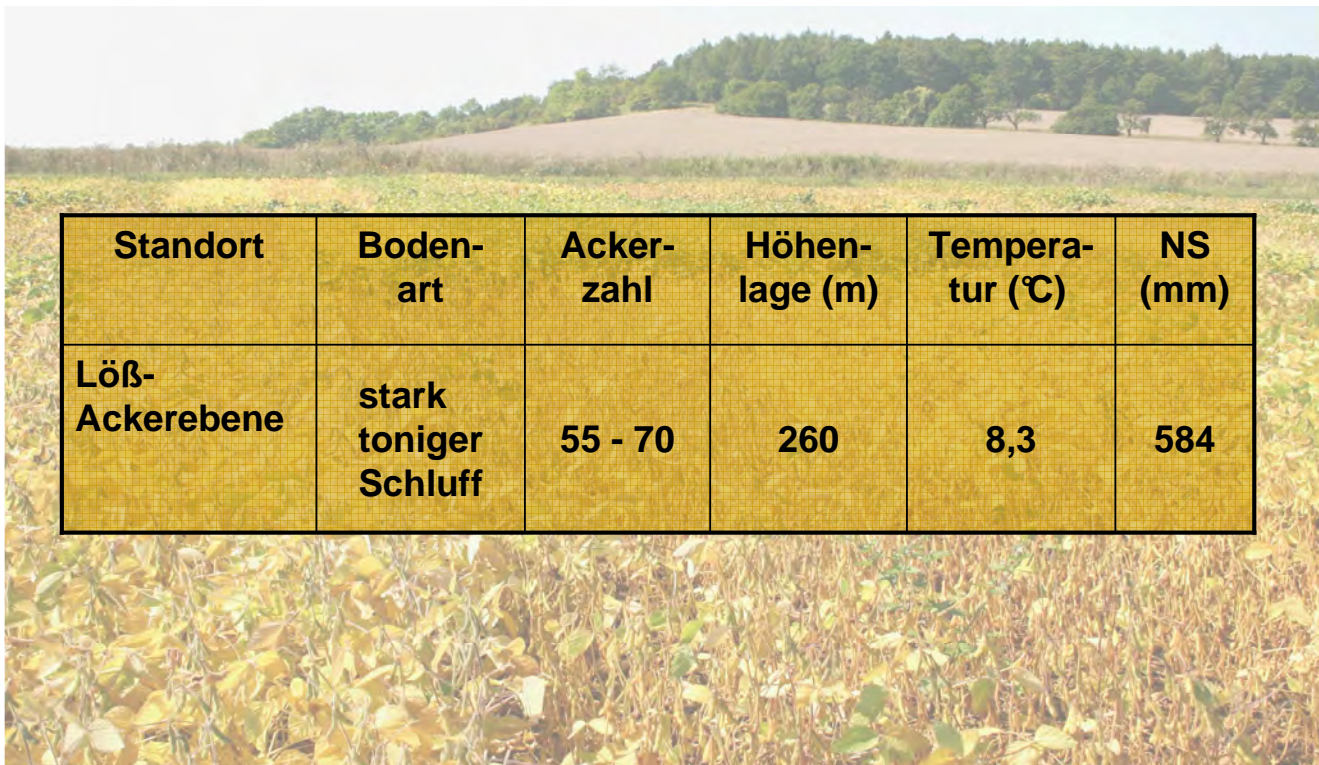 Standort Boden- Acker- Höhen- Tempera- NS
art zahl lage (m) tur (°C) (mm)
Löß-
Ackerebene
stark
toniger
Schluff
55 - 70 260 8,3 584